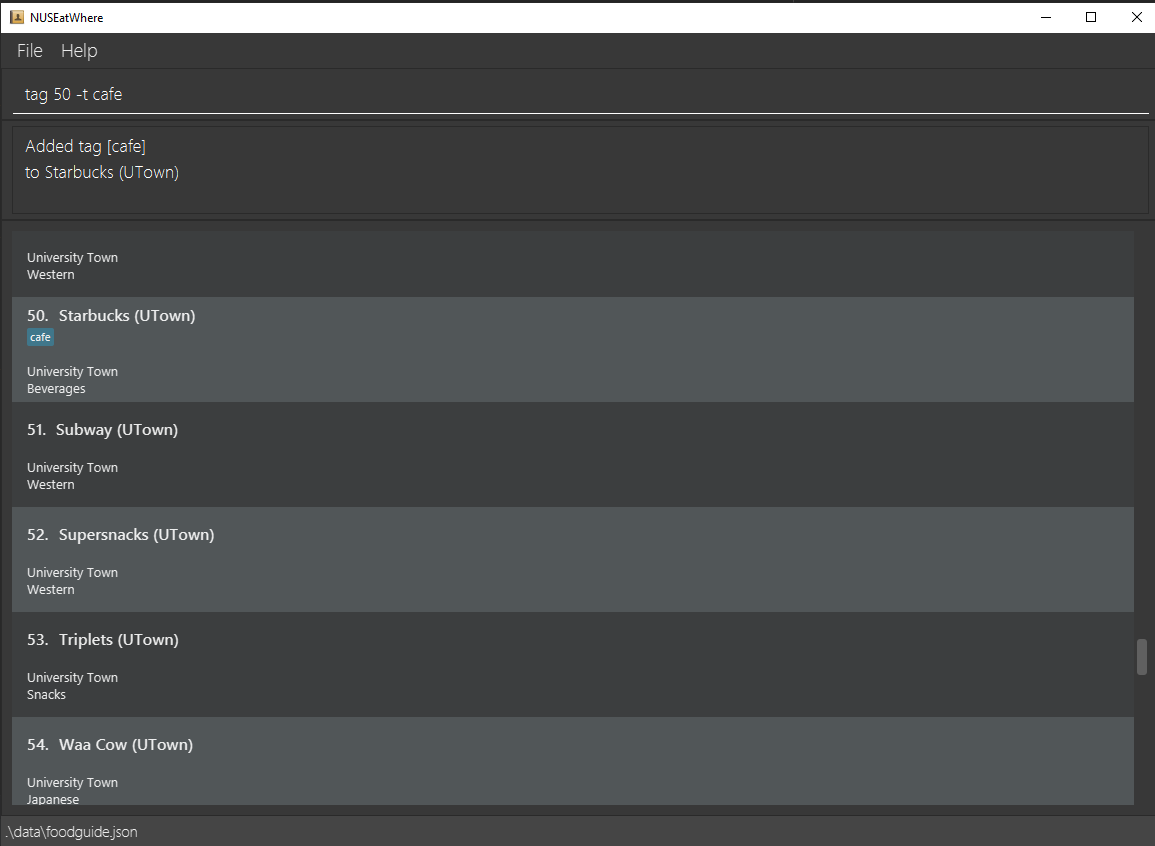 NUSEatWhere
File Help
tag 50 -t cafe
Added tag [cafe]
to Starbucks (UTown)
University Town
Western
50. Starbucks (UTown)
cafe
University Town
Beverages
51. Subway (UTown)
University Town
Western
52. Supersnacks (UTown)
University Town
Western
53. Triplets (UTown)
University Town
Snacks
54. Waa Cow (UTown)
University Town
Japanese
.\data\foodguide.json